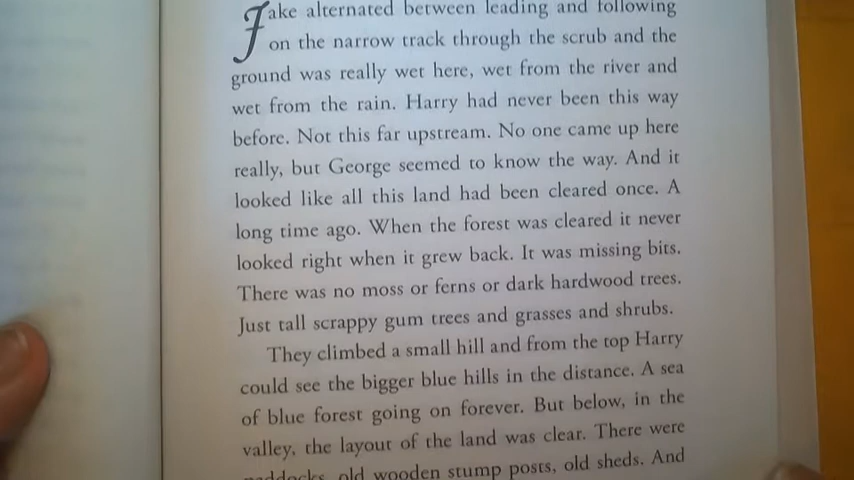 Jake alternated between leading and following
on the narrow track through the scrub and the
ground was really wet here, wet from the river and
wet from the rain. Harry had never been this way
before. Not this far upstream. No one came up here
really, but George seemed to know the way. And it
looked like all this land had been cleared once. A
long time ago. When the forest was cleared it never
looked right when it grew back. It was missing bits.
There was no moss or ferns or dark hardwood trees.
Just tall scrappy gum trees and grasses and shrubs.
They climbed a small hill and from the top Harry
could see the bigger blue hills in the distance. A sea
of blue forest going on forever. But below, in the
valley, the layout of the land was clear. There were
paddocks, old wooden stump posts, old sheds. And